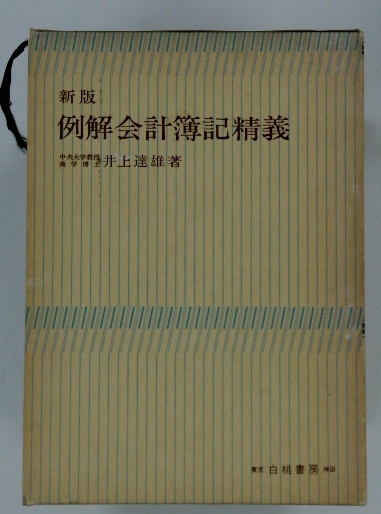 新版
例解会計簿記精義
中央大学教授
商学博士 井上達雄著
東京 白桃書房 神田